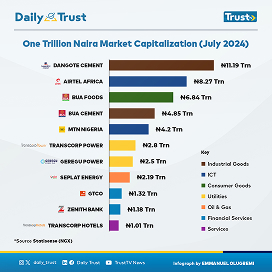 Daily Trust
Trust
One Trillion Naira Market Capitalization (July 2024)
DANGOTE CEMENT ₦11.19 Trn
AIRTEL AFRICA ₦8.27 Trn
BUA FOODS ₦6.84 Trn
BUA CEMENT ₦4.85 Trn
MTN NIGERIA ₦4.2 Trn
TRANSCORP POWER ₦2.8 Trn
GEREGU POWER ₦2.5 Trn
SEPLAT ENERGY ₦2.19 Trn
GTCO ₦1.32 Trn
ZENITH BANK ₦1.18 Trn
TRANSCORP HOTELS ₦1.01 Trn
Key
Industrial Goods
ICT
Consumer Goods
Utilities
Oil & Gas
Financial Services
Services
*Source Statisense (NGX)
daily_trust Daily Trust TrustTV News Infograph by EMMANUEL OLUGBEMI